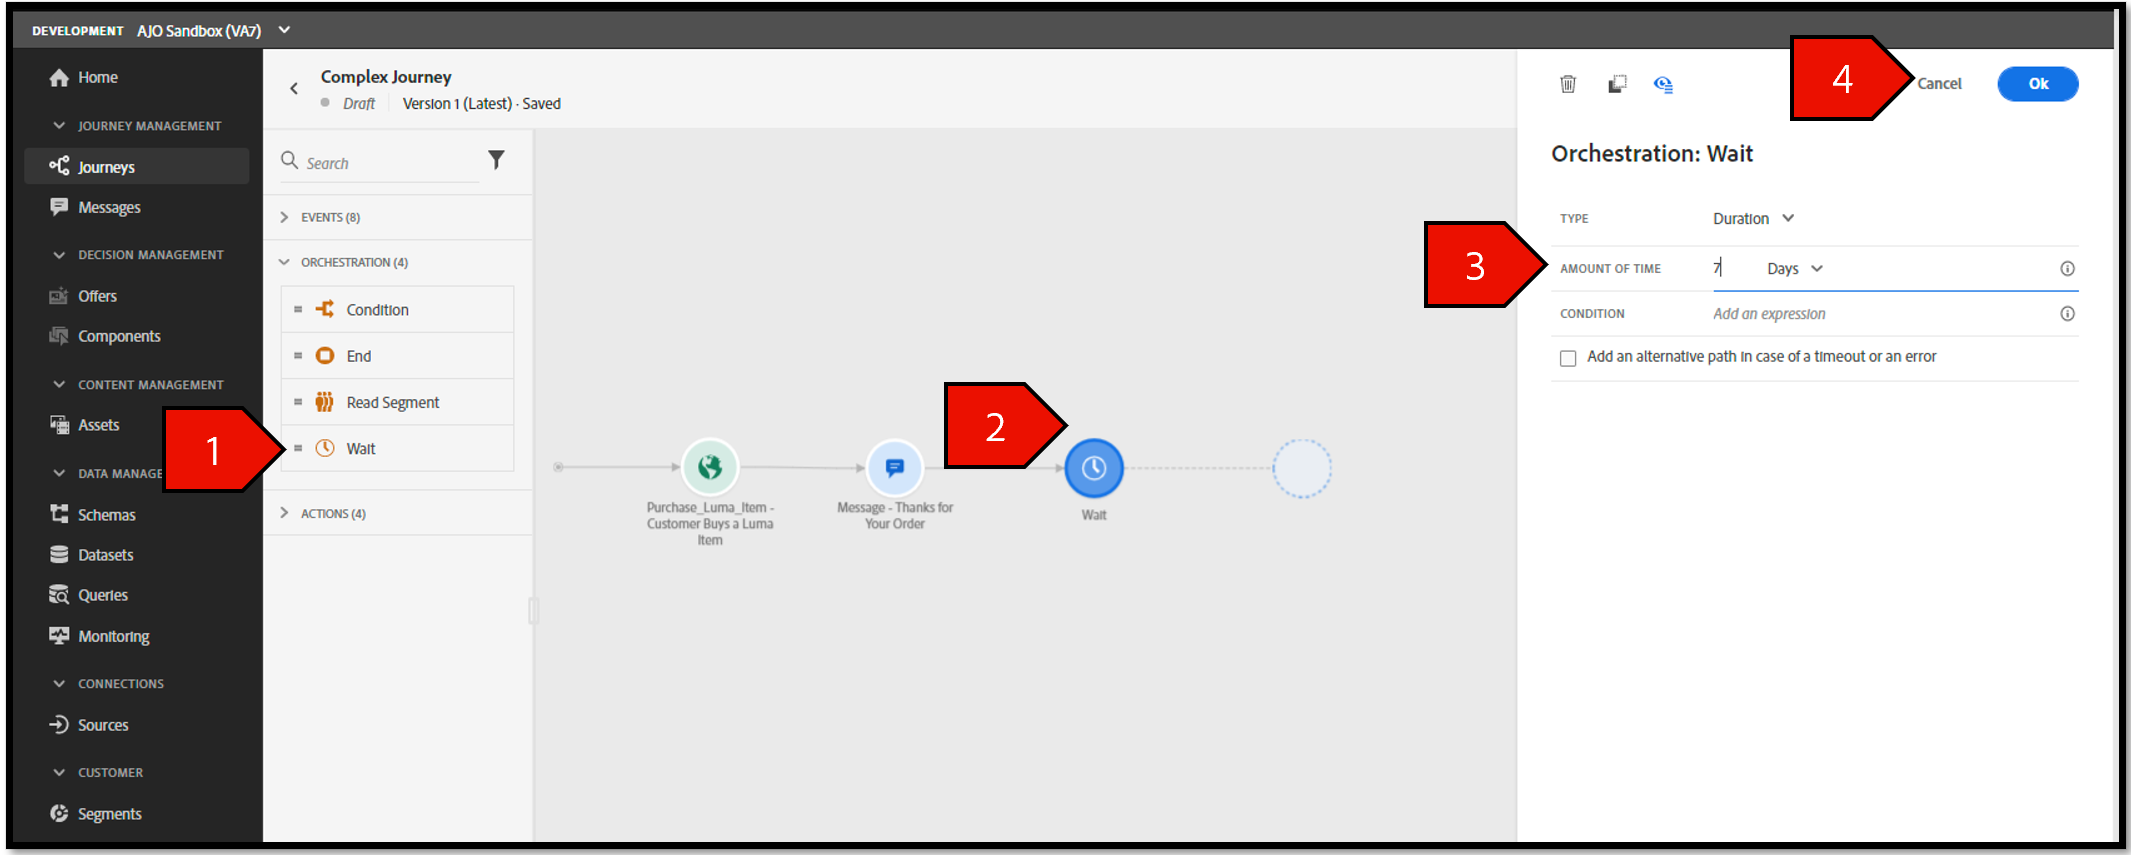 DEVELOPMENT AJO Sandbox (VA7)
Home
JOURNEY MANAGEMENT
Journeys
Messages
DECISION MANAGEMENT
Offers
Components
CONTENT MANAGEMENT
Assets
DATA MANAGE
Schemas
Datasets
Queries
Monitoring
CONNECTIONS
Sources
CUSTOMER
Segments
Complex Journey
Draft Version 1 (Latest) · Saved
Search
EVENTS (8)
ORCHESTRATION (4)
Condition
End
Read Segment
Wait
ACTIONS (4)
1
Purchase_Luma_Item -
Customer Buys a Luma
Item
Message - Thanks for
Your Order
2
Wait
4
Cancel
Ok
Orchestration: Wait
TYPE Duration
3
AMOUNT OF TIME 7 Days
CONDITION Add an expression
Add an alternative path in case of a timeout or an error